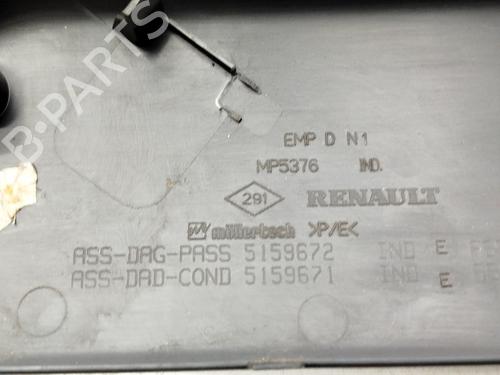 B-PARTS
EMP D N1
MP5376 IND.
291 RENAULT
möllertech >P/E<
ASS-DAG-PASS 5159672 IND E
ASS-DAD-COND 5159671 IND E